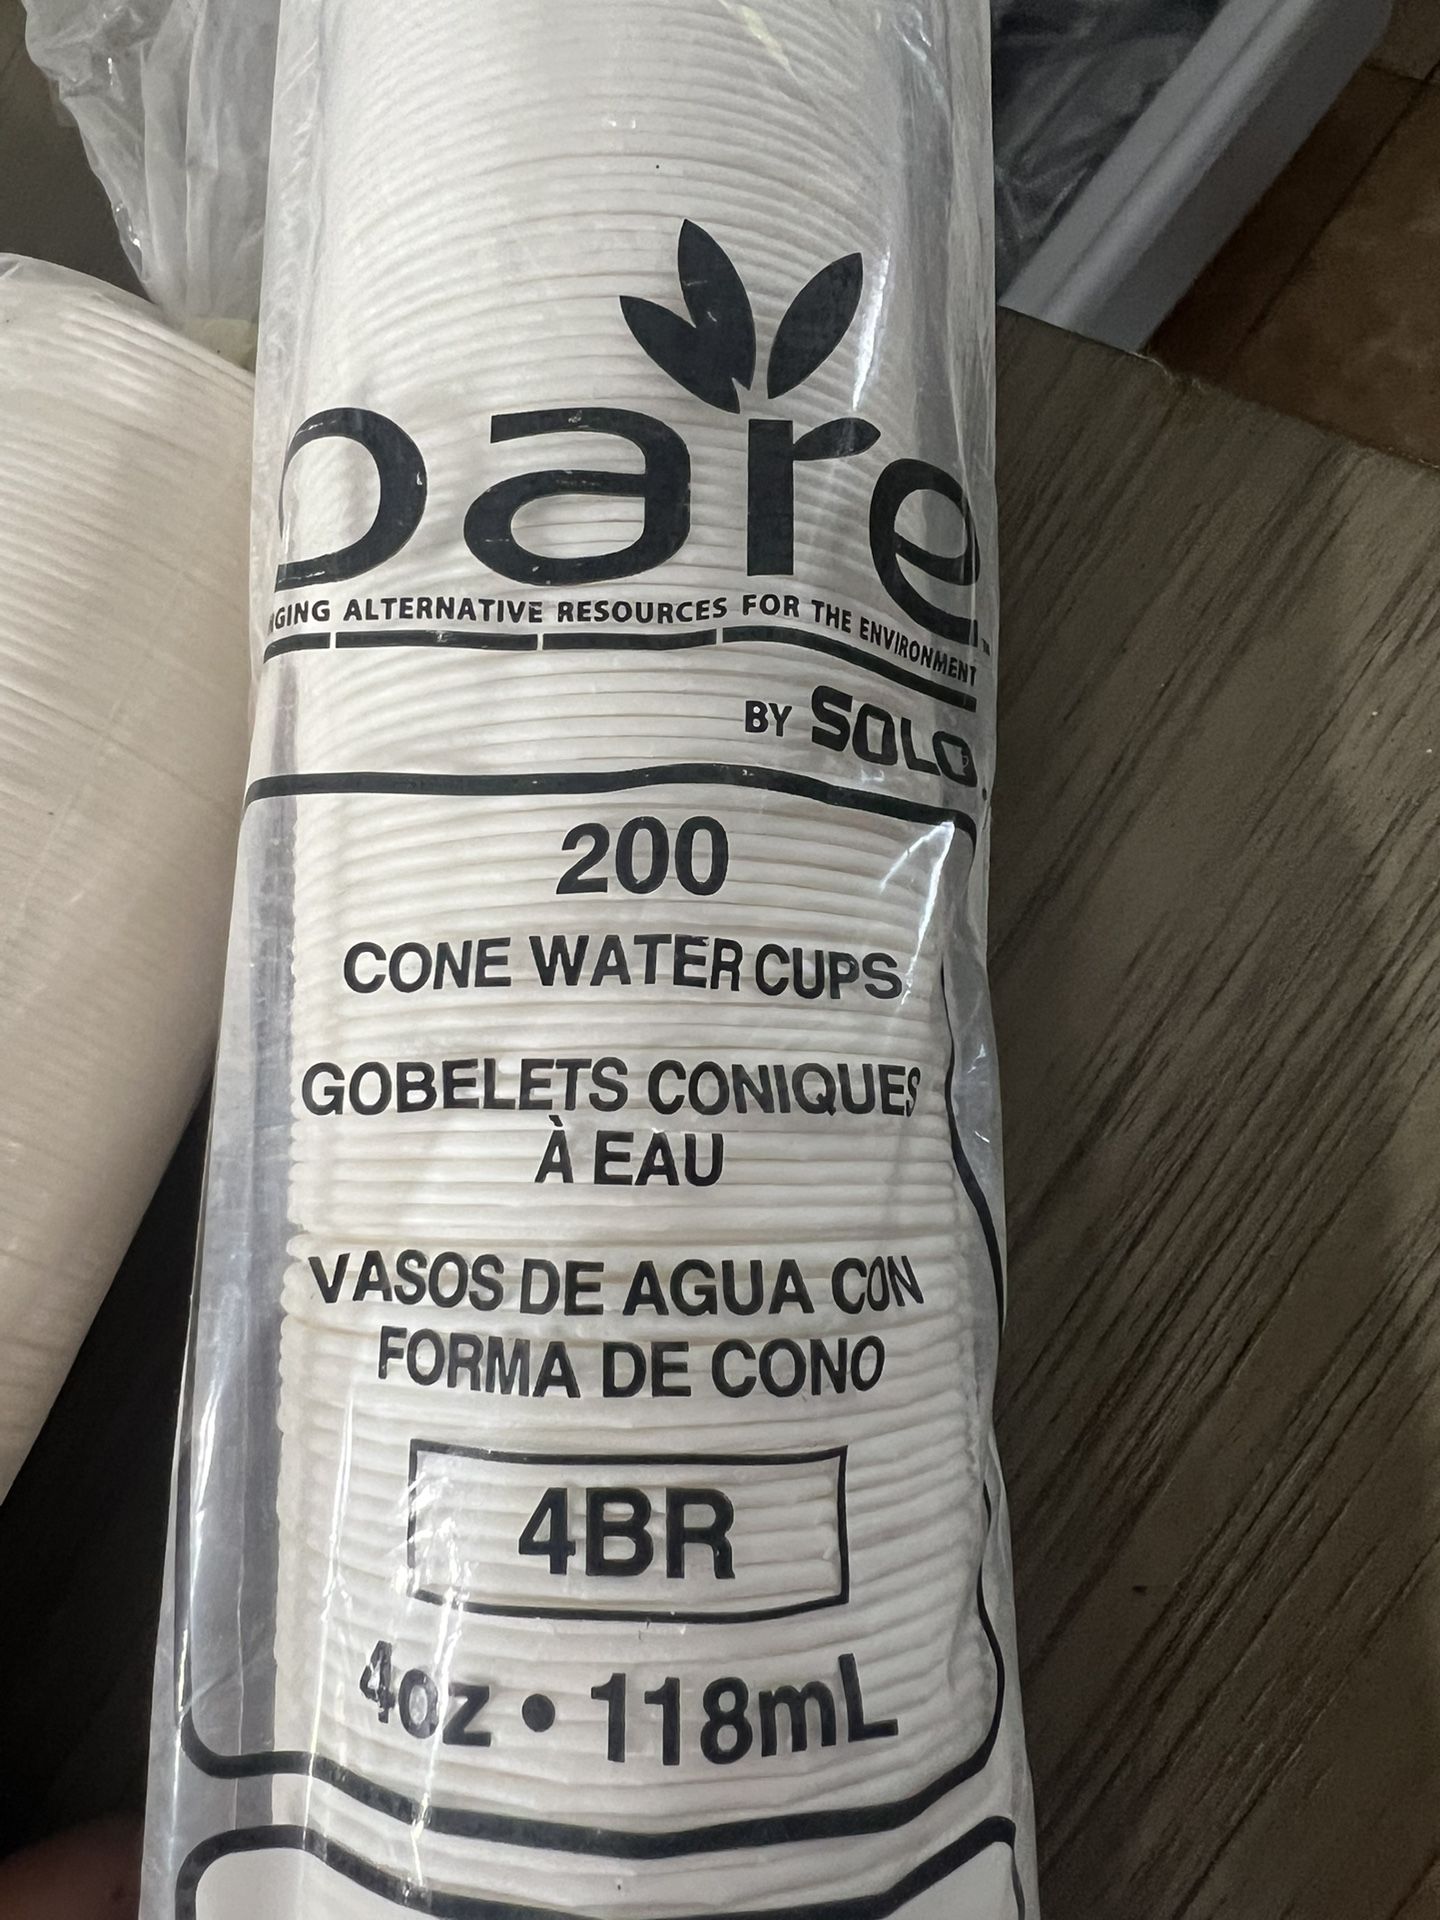 bare
GING ALTERNATIVE RESOURCES FOR THE ENVIRONMENT
BY SOLO
200
CONE WATER CUPS
GOBELETS CONIQUES
À EAU
VASOS DE AGUA CON
FORMA DE CONO
4BR
4oz • 118mL